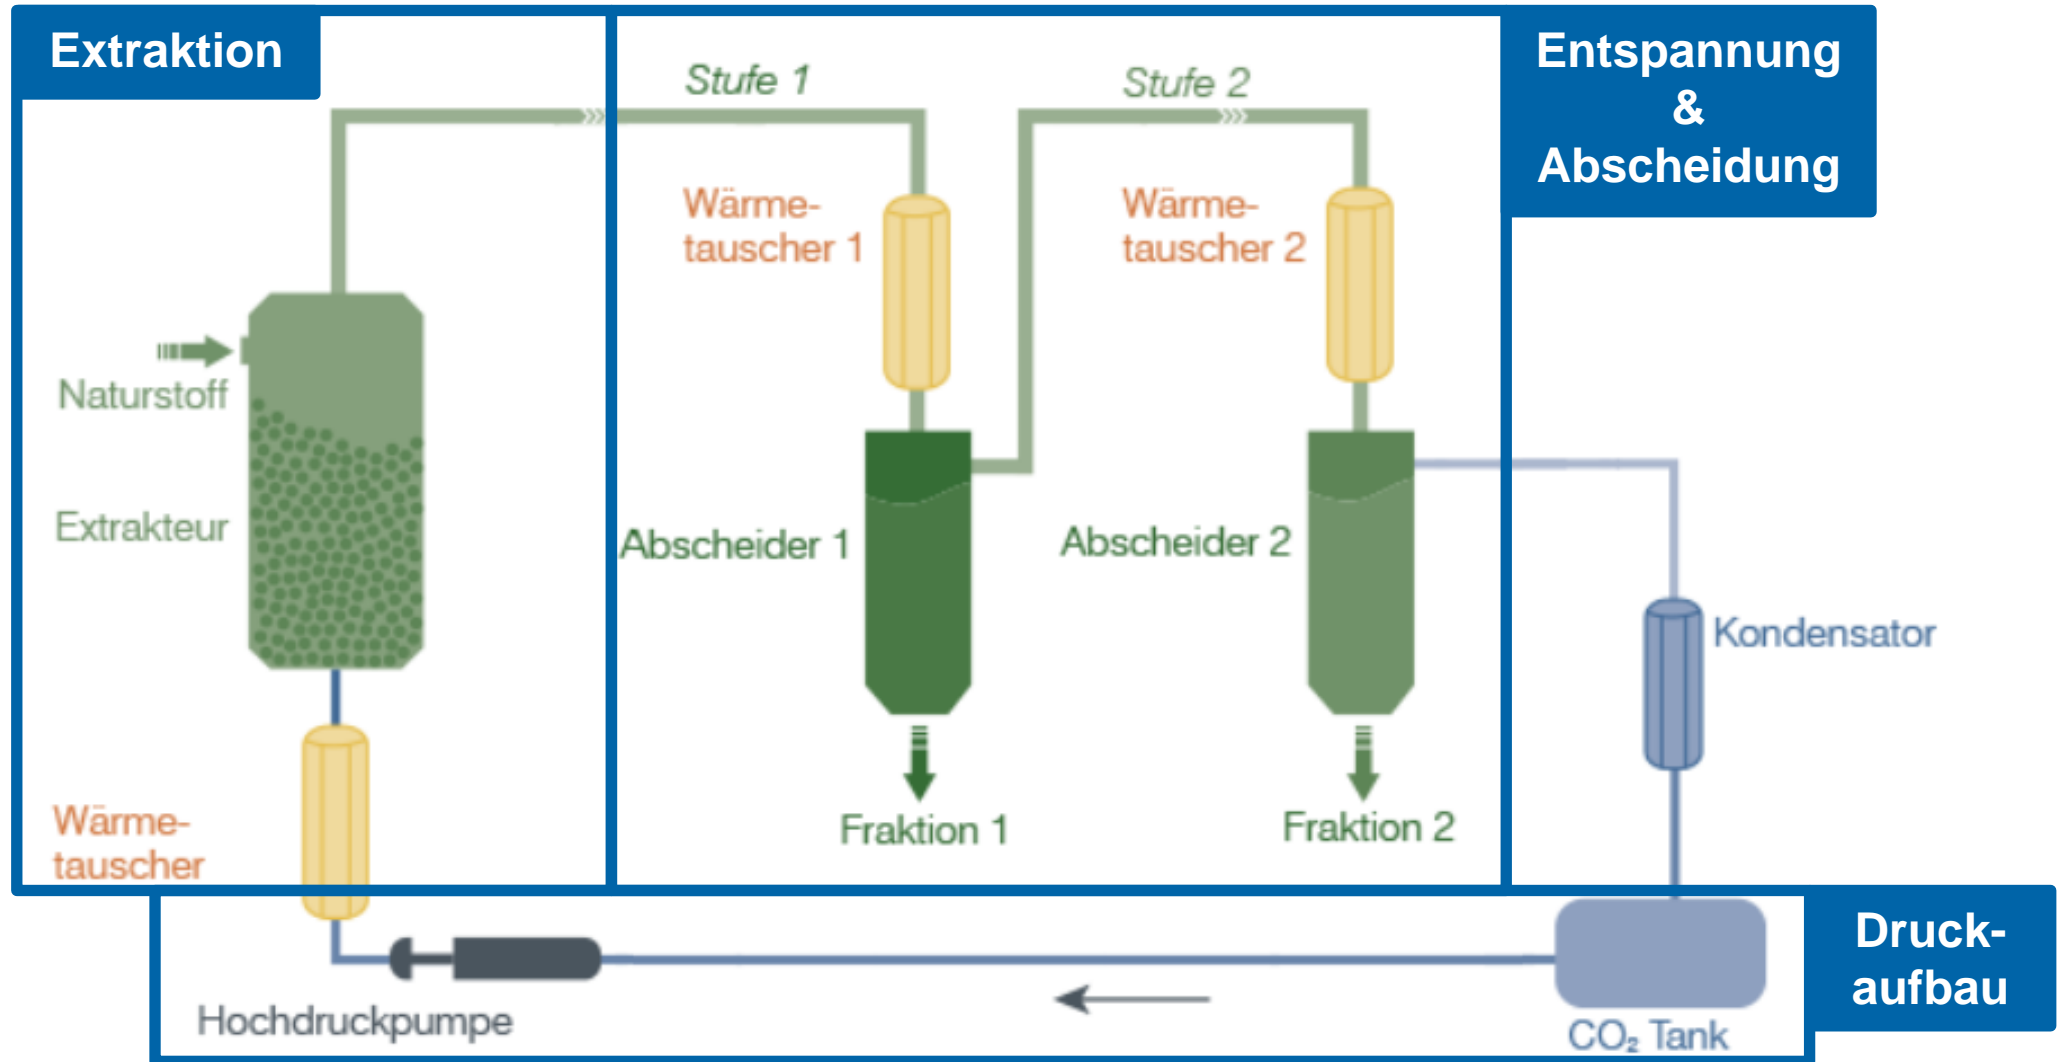 Extraktion
Stufe 1
Stufe 2
Entspannung
&
Abscheidung
Wärme-
tauscher 1
Wärme-
tauscher 2
Naturstoff
Extrakteur
Abscheider 1
Abscheider 2
Kondensator
Fraktion 1
Fraktion 2
Wärme-
tauscher
Hochdruckpumpe
CO₂ Tank
Druck-
aufbau